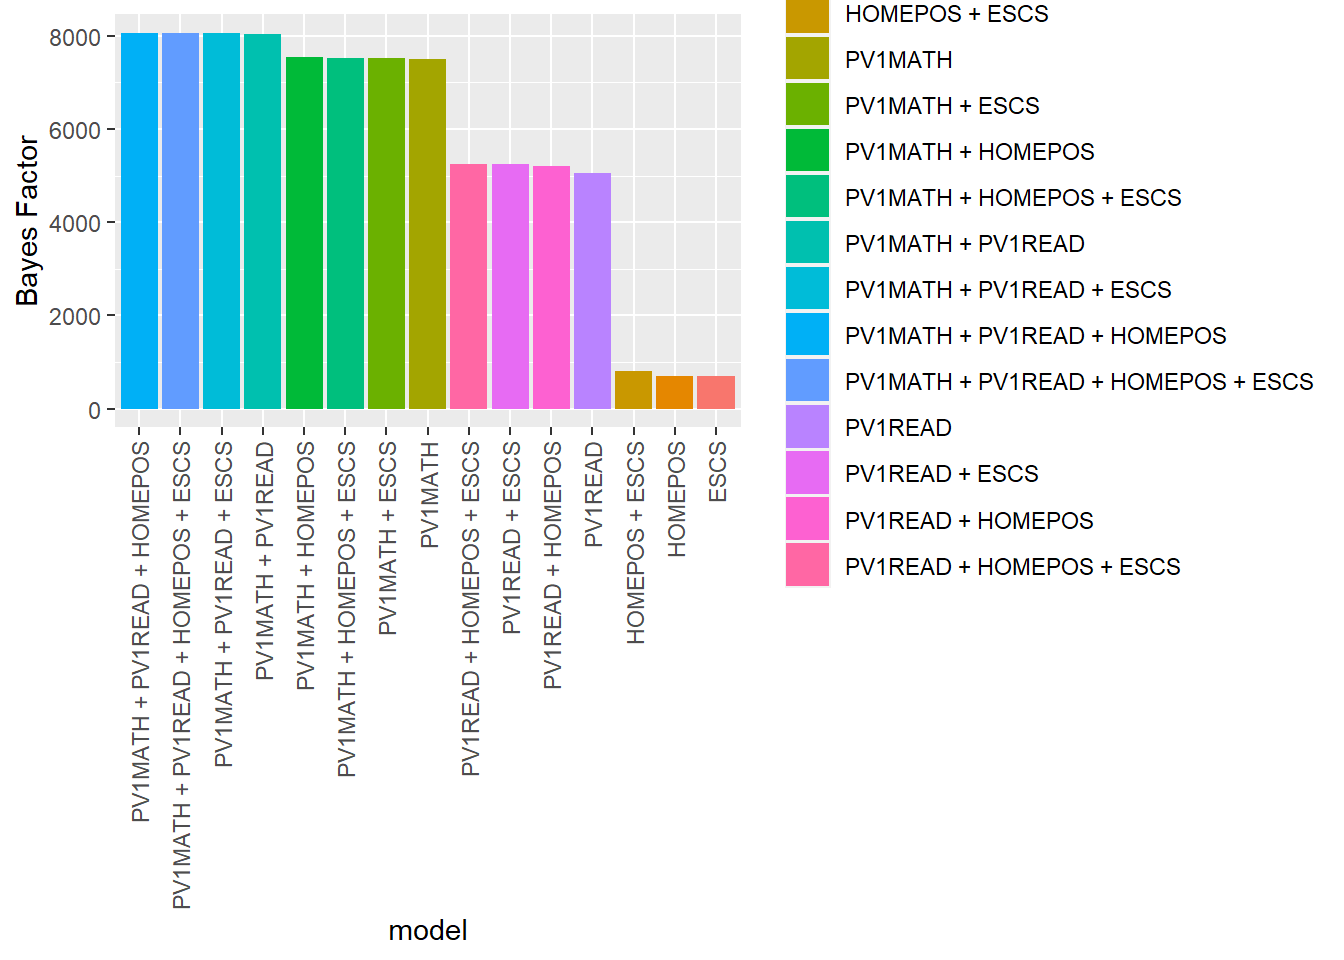 8000
6000
4000
2000
0
Bayes Factor
PV1MATH + PV1READ + HOMEPOS
PV1MATH + PV1READ + HOMEPOS + ESCS
PV1MATH + PV1READ + ESCS
PV1MATH + PV1READ
PV1MATH + HOMEPOS
PV1MATH + HOMEPOS + ESCS
PV1MATH + ESCS
PV1MATH
PV1READ + HOMEPOS + ESCS
PV1READ + ESCS
PV1READ + HOMEPOS
PV1READ
HOMEPOS + ESCS
HOMEPOS
ESCS
model
HOMEPOS + ESCS
PV1MATH
PV1MATH + ESCS
PV1MATH + HOMEPOS
PV1MATH + HOMEPOS + ESCS
PV1MATH + PV1READ
PV1MATH + PV1READ + ESCS
PV1MATH + PV1READ + HOMEPOS
PV1MATH + PV1READ + HOMEPOS + ESCS
PV1READ
PV1READ + ESCS
PV1READ + HOMEPOS
PV1READ + HOMEPOS + ESCS